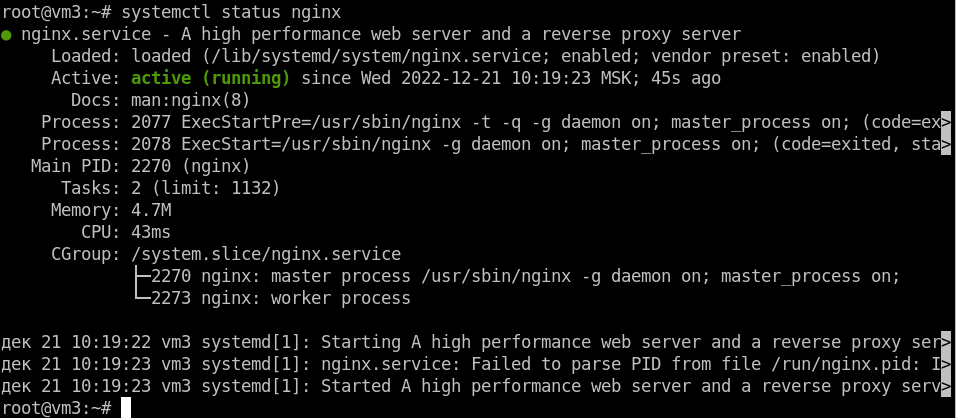 root@vm3:~# systemctl status nginx
● nginx.service - A high performance web server and a reverse proxy server
     Loaded: loaded (/lib/systemd/system/nginx.service; enabled; vendor preset: enabled)
     Active: active (running) since Wed 2022-12-21 10:19:23 MSK; 45s ago
       Docs: man:nginx(8)
    Process: 2077 ExecStartPre=/usr/sbin/nginx -t -q -g daemon on; master_process on; (code=ex>
    Process: 2078 ExecStart=/usr/sbin/nginx -g daemon on; master_process on; (code=exited, sta>
   Main PID: 2270 (nginx)
      Tasks: 2 (limit: 1132)
     Memory: 4.7M
        CPU: 43ms
     CGroup: /system.slice/nginx.service
             ├─2270 nginx: master process /usr/sbin/nginx -g daemon on; master_process on;
             └─2273 nginx: worker process

дек 21 10:19:22 vm3 systemd[1]: Starting A high performance web server and a reverse proxy ser>
дек 21 10:19:23 vm3 systemd[1]: nginx.service: Failed to parse PID from file /run/nginx.pid: I>
дек 21 10:19:23 vm3 systemd[1]: Started A high performance web server and a reverse proxy serv>
root@vm3:~#